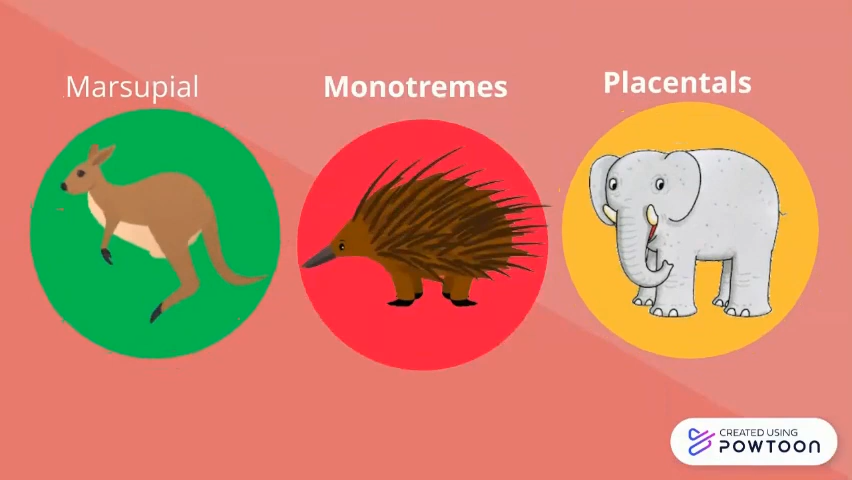 Marsupial
Monotremes
Placentals
CREATED USING
POWTOON